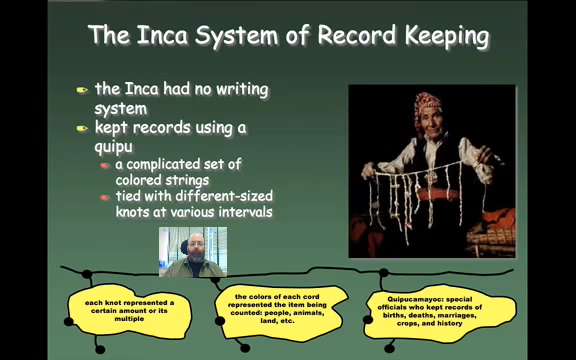 The Inca System of Record Keeping
the Inca had no writing
system
kept records using a
quipu
a complicated set of
colored strings
tied with different-sized
knots at various intervals
each knot represented a
certain amount or its
multiple
the colors of each cord
represented the item being
counted: people, animals,
land, etc.
Quipucamayoc: special
officials who kept records of
births, deaths, marriages,
crops, and history